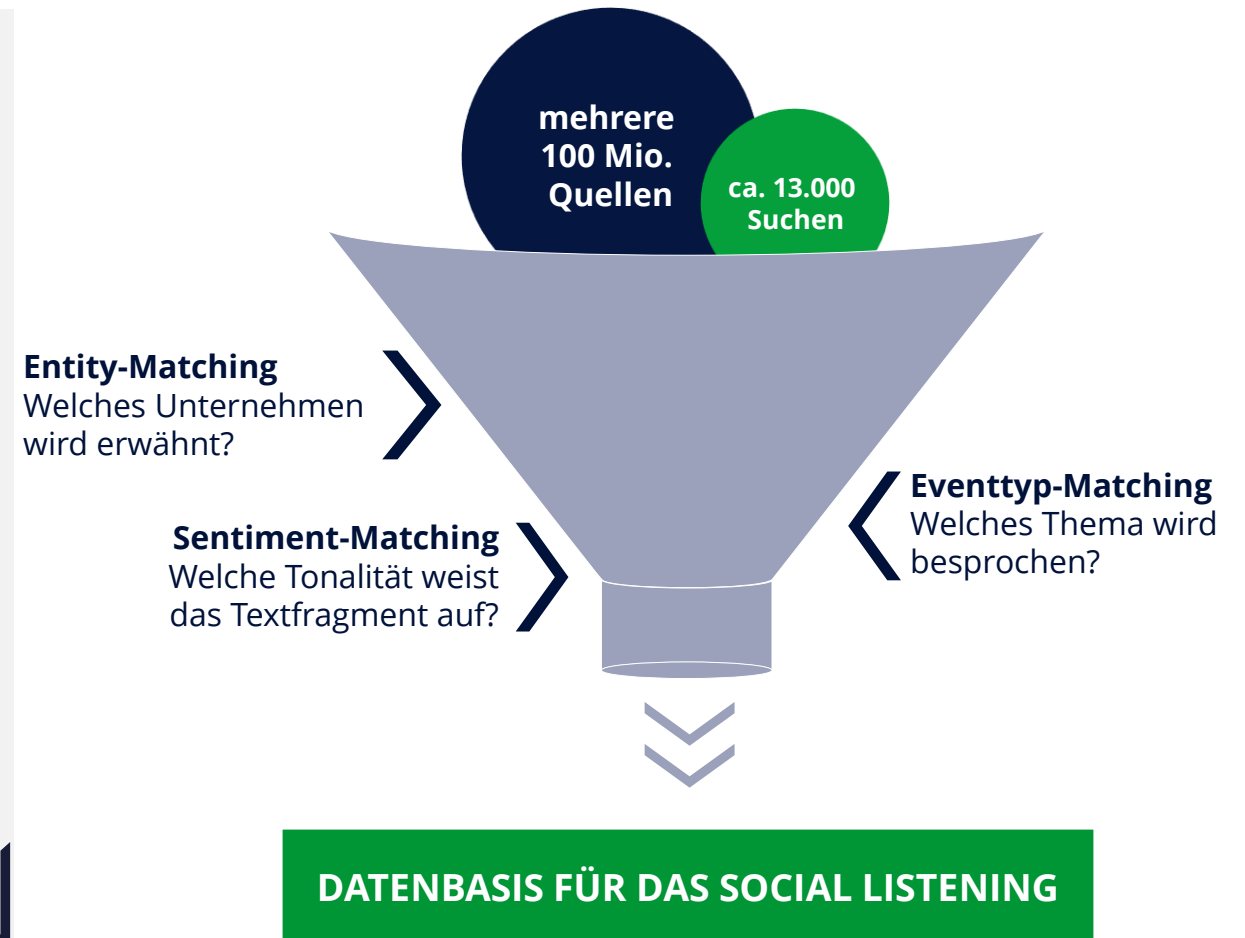 mehrere
100 Mio.
Quellen
ca. 13.000
Suchen
Entity-Matching
Welches Unternehmen
wird erwähnt?
Eventtyp-Matching
Welches Thema wird
besprochen?
Sentiment-Matching
Welche Tonalität weist
das Textfragment auf?
DATENBASIS FÜR DAS SOCIAL LISTENING